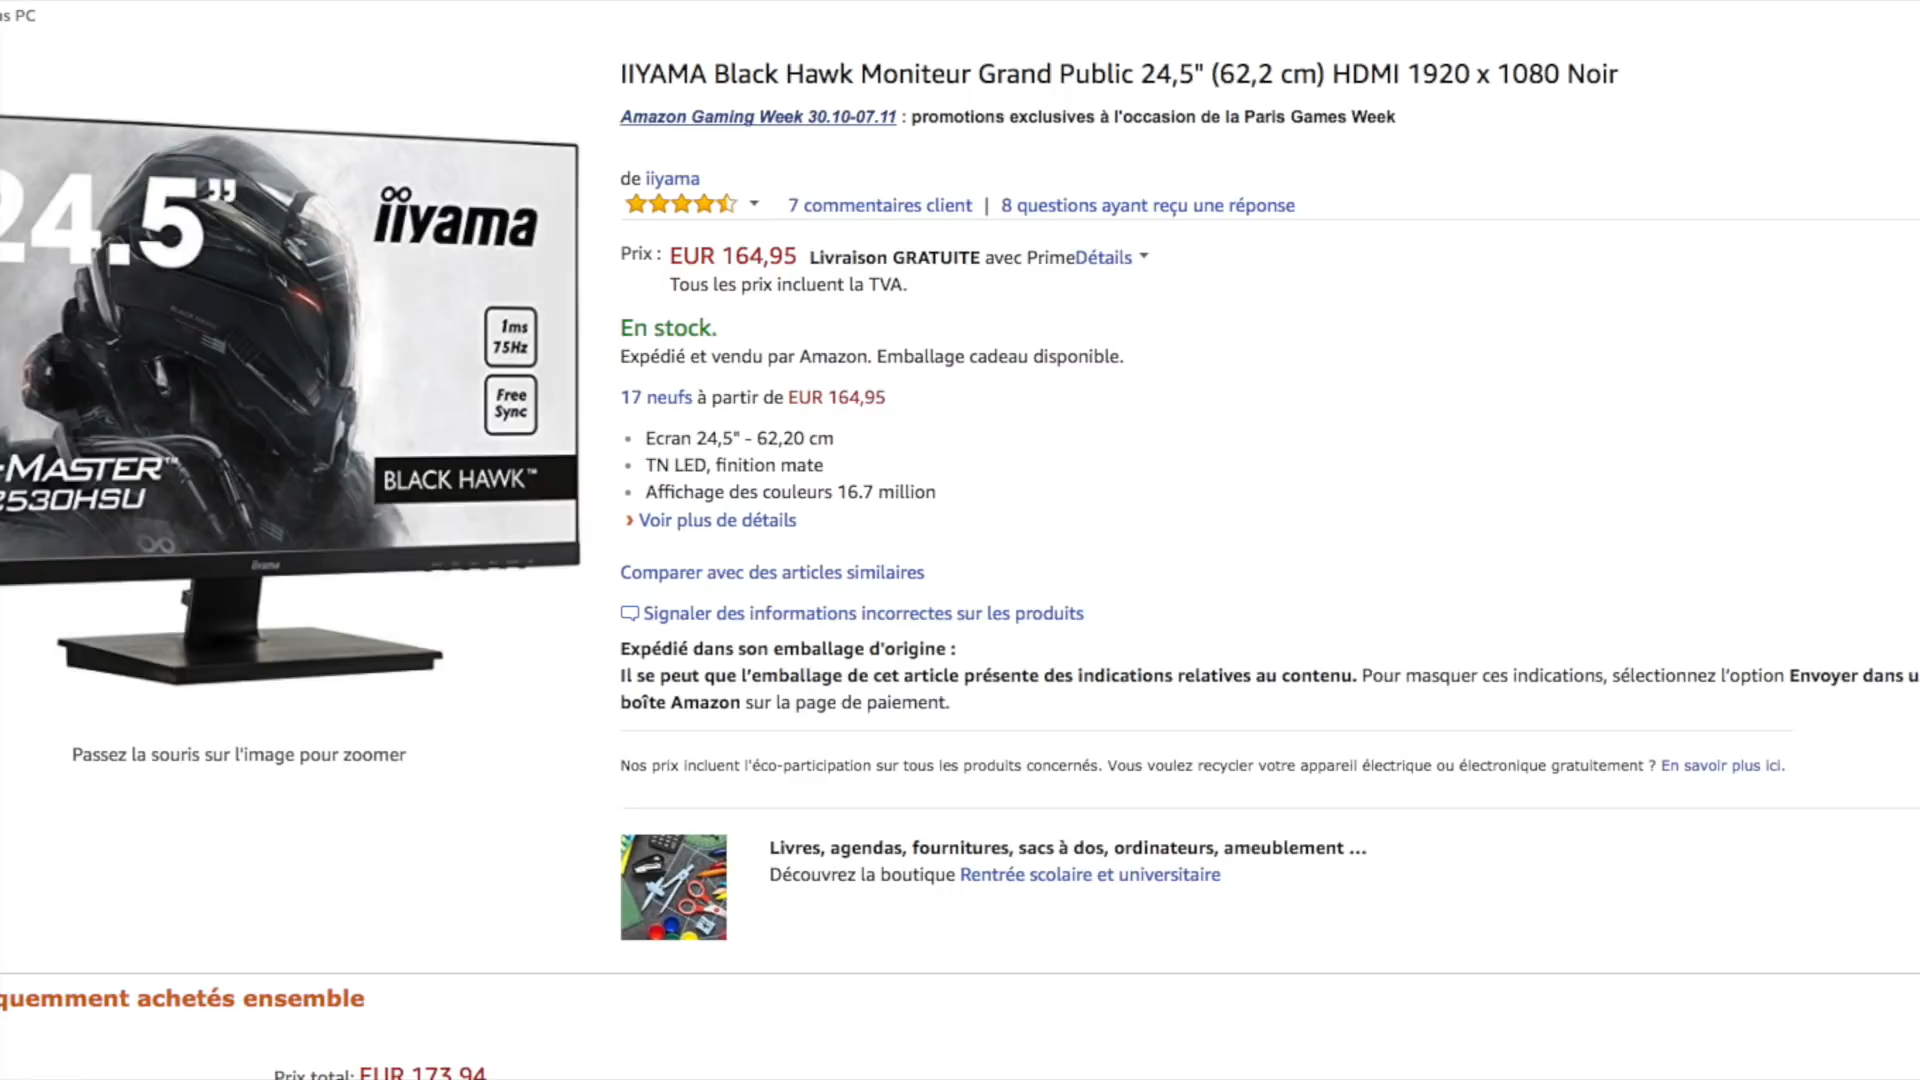 PC
IIYAMA Black Hawk Moniteur Grand Public 24,5" (62,2 cm) HDMI 1920 x 1080 Noir
Amazon Gaming Week 30.10-07.11 : promotions exclusives à l'occasion de la Paris Games Week
de iiyama
7 commentaires client | 8 questions ayant reçu une réponse
Prix : EUR 164,95 Livraison GRATUITE avec PrimeDétails
Tous les prix incluent la TVA.
En stock.
Expédié et vendu par Amazon. Emballage cadeau disponible.
17 neufs à partir de EUR 164,95
• Ecran 24,5" - 62,20 cm
• TN LED, finition mate
• Affichage des couleurs 16.7 million
› Voir plus de détails
Comparer avec des articles similaires
Signaler des informations incorrectes sur les produits
Expédié dans son emballage d'origine :
Il se peut que l’emballage de cet article présente des indications relatives au contenu. Pour masquer ces indications, sélectionnez l’option Envoyer dans u
boîte Amazon sur la page de paiement.
Nos prix incluent l'éco-participation sur tous les produits concernés. Vous voulez recycler votre appareil électrique ou électronique gratuitement ? En savoir plus ici.
Livres, agendas, fournitures, sacs à dos, ordinateurs, ameublement ...
Découvrez la boutique Rentrée scolaire et universitaire
24.5”
iiyama
1ms
75Hz
Free
Sync
-MASTER™
2530HSU
BLACK HAWK™
iiyama
Passez la souris sur l'image pour zoomer
quemment achetés ensemble
Prix total: EUR 173,94